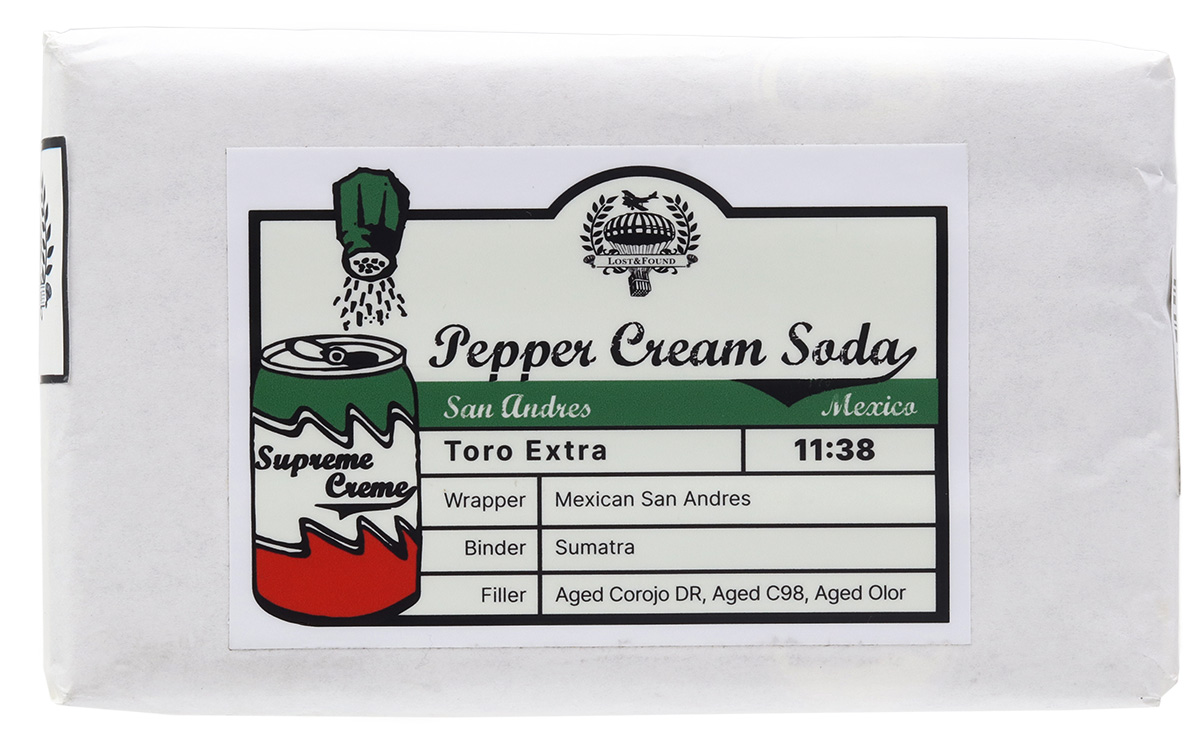 LOST&FOUND
Pepper Cream Soda
San Andres Mexico
Supreme
Creme
Toro Extra 11:38
Wrapper Mexican San Andres
Binder Sumatra
Filler Aged Corojo DR, Aged C98, Aged Olor